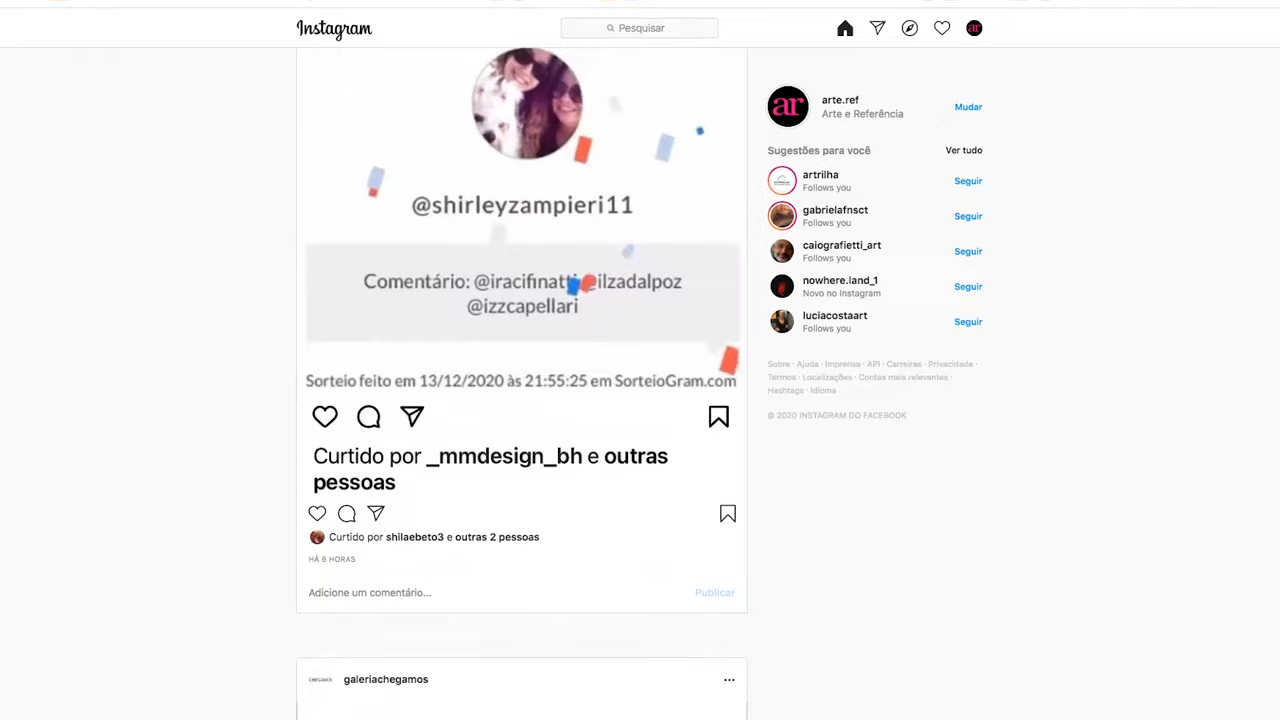 Instagram
Pesquisar
ar
@shirleyzampieri11
Comentário: @iracifinatti @ilzadalpoz
@izzcapellari
Sorteio feito em 13/12/2020 às 21:55:25 em SorteioGram.com
Curtido por _mmdesign_bh e outras
pessoas
Curtido por shilaebeto3 e outras 2 pessoas
HÁ 6 HORAS
Adicione um comentário... Publicar
CHEGAMOS
galeriachegamos
ar
arte.ref
Arte e Referência
Mudar
Sugestões para você Ver tudo
artrilha
Follows you
Seguir
gabrielafnsct
Follows you
Seguir
caiografietti_art
Follows you
Seguir
nowhere.land_1
Novo no Instagram
Seguir
luciacostaart
Follows you
Seguir
Sobre · Ajuda · Imprensa · API · Carreiras · Privacidade ·
Termos · Localizações · Contas mais relevantes ·
Hashtags · Idioma
© 2020 INSTAGRAM DO FACEBOOK